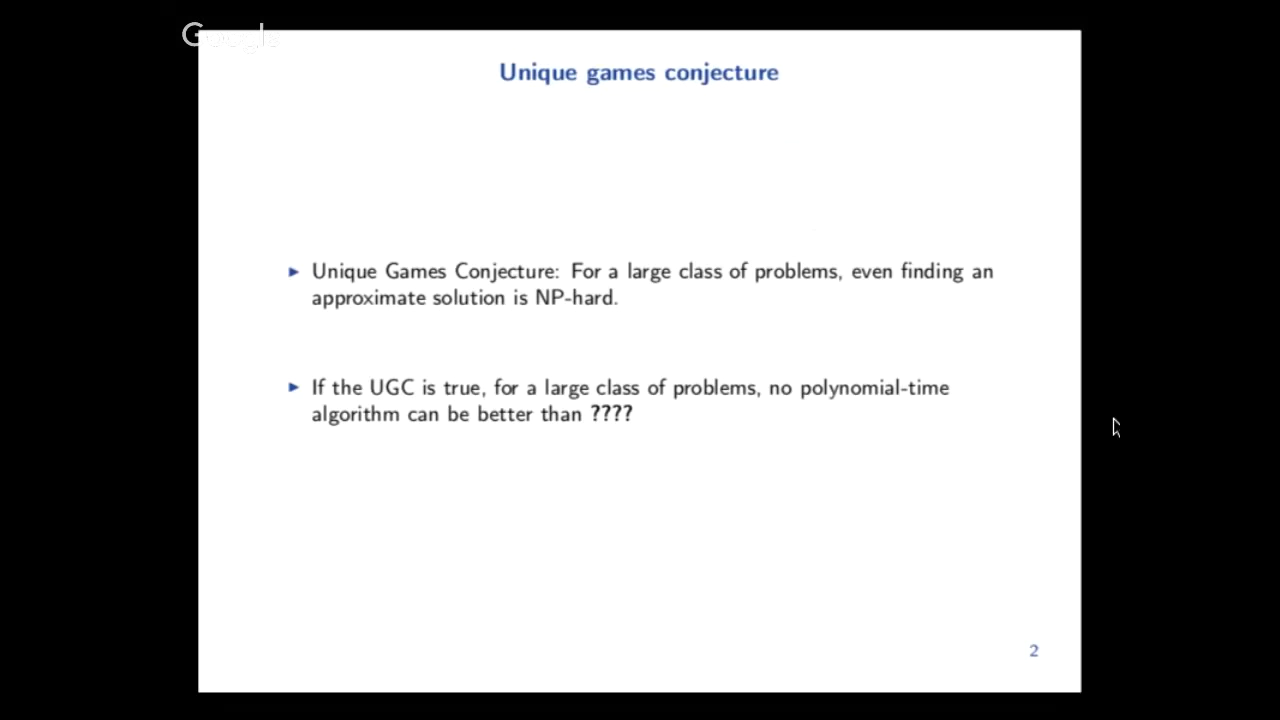 Google
Unique games conjecture
▶ Unique Games Conjecture: For a large class of problems, even finding an
approximate solution is NP-hard.
▶ If the UGC is true, for a large class of problems, no polynomial-time
algorithm can be better than ????
2